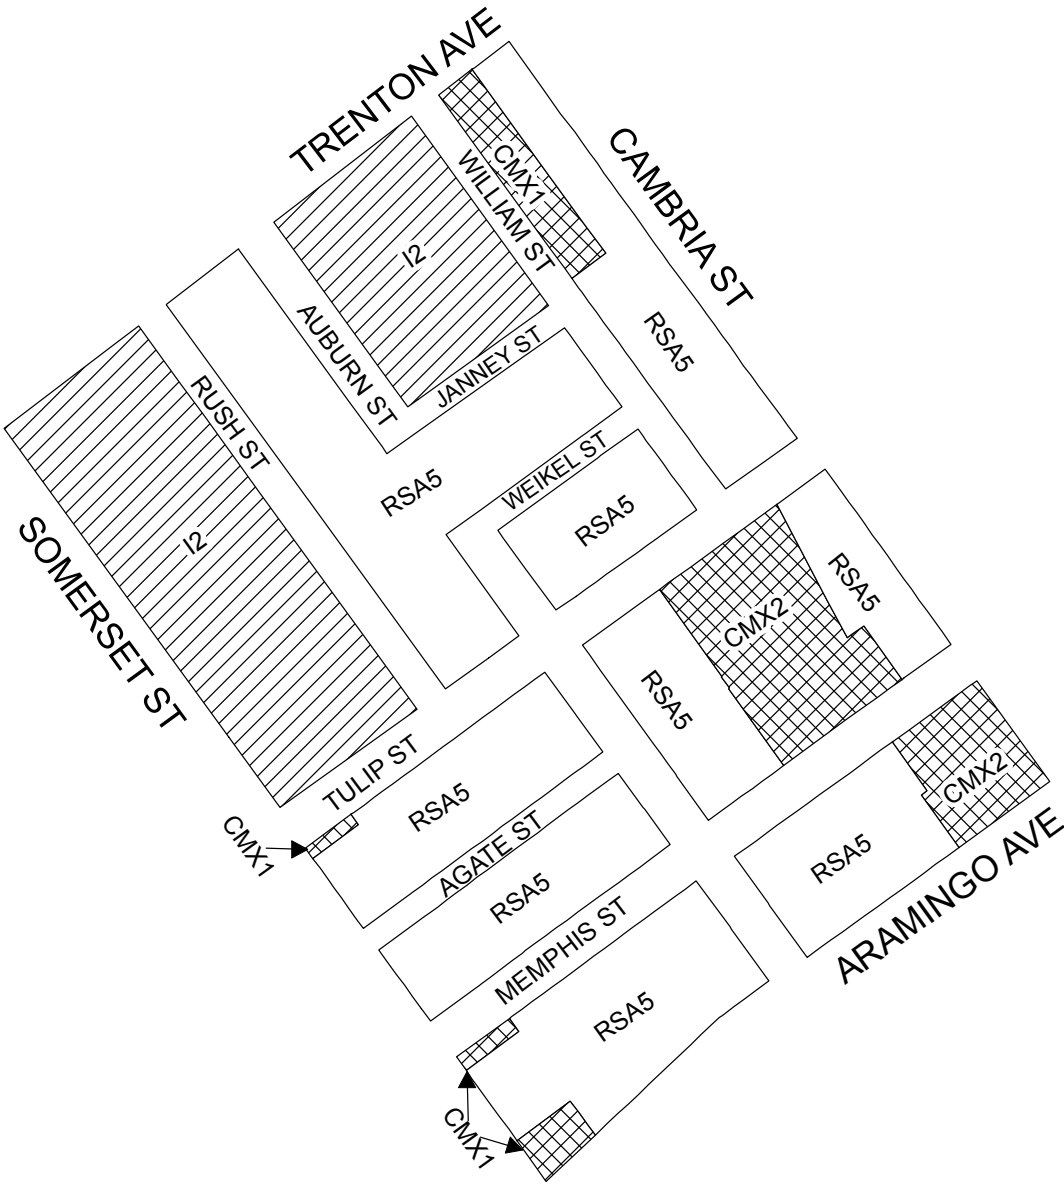 TRENTON AVE
CMX1
CAMBRIA ST
WILLIAM ST
I2
AUBURN ST
JANNEY ST
RSA5
RUSH ST
RSA5
WEIKEL ST
RSA5
I2
SOMERSET ST
CMX2
RSA5
RSA5
TULIP ST
RSA5
CMX2
CMX1
AGATE ST
RSA5
RSA5
ARAMINGO AVE
MEMPHIS ST
RSA5
CMX1